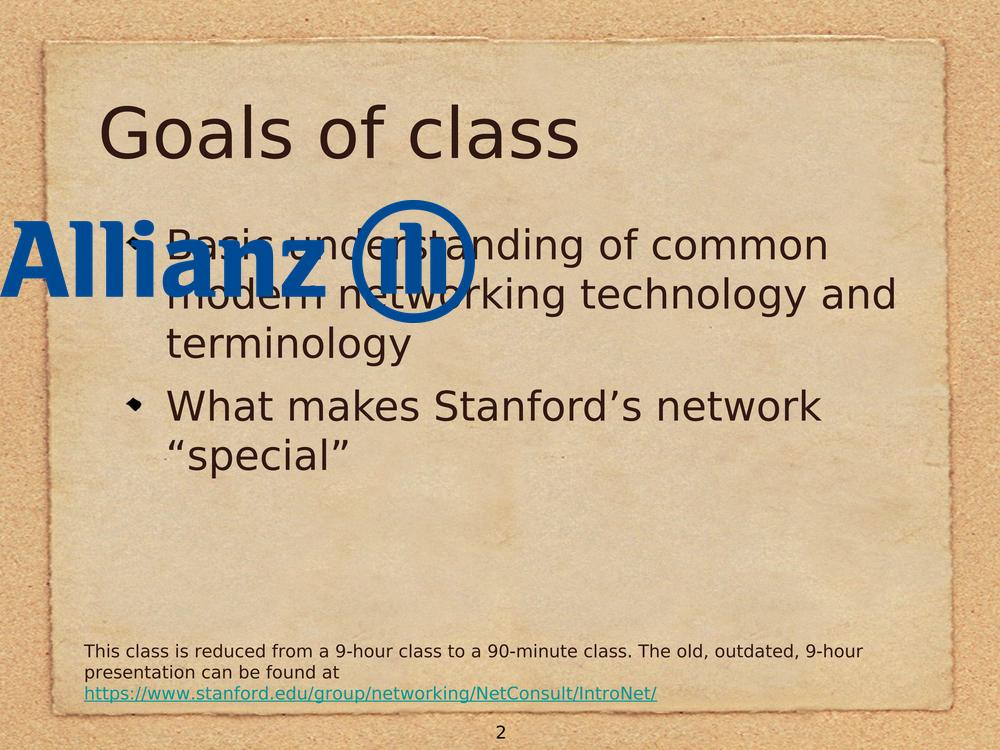 Goals of class
Allianz
Basic understanding of common
modern networking technology and
terminology
What makes Stanford’s network
“special”
This class is reduced from a 9-hour class to a 90-minute class. The old, outdated, 9-hour
presentation can be found at
https://www.stanford.edu/group/networking/NetConsult/IntroNet/
2